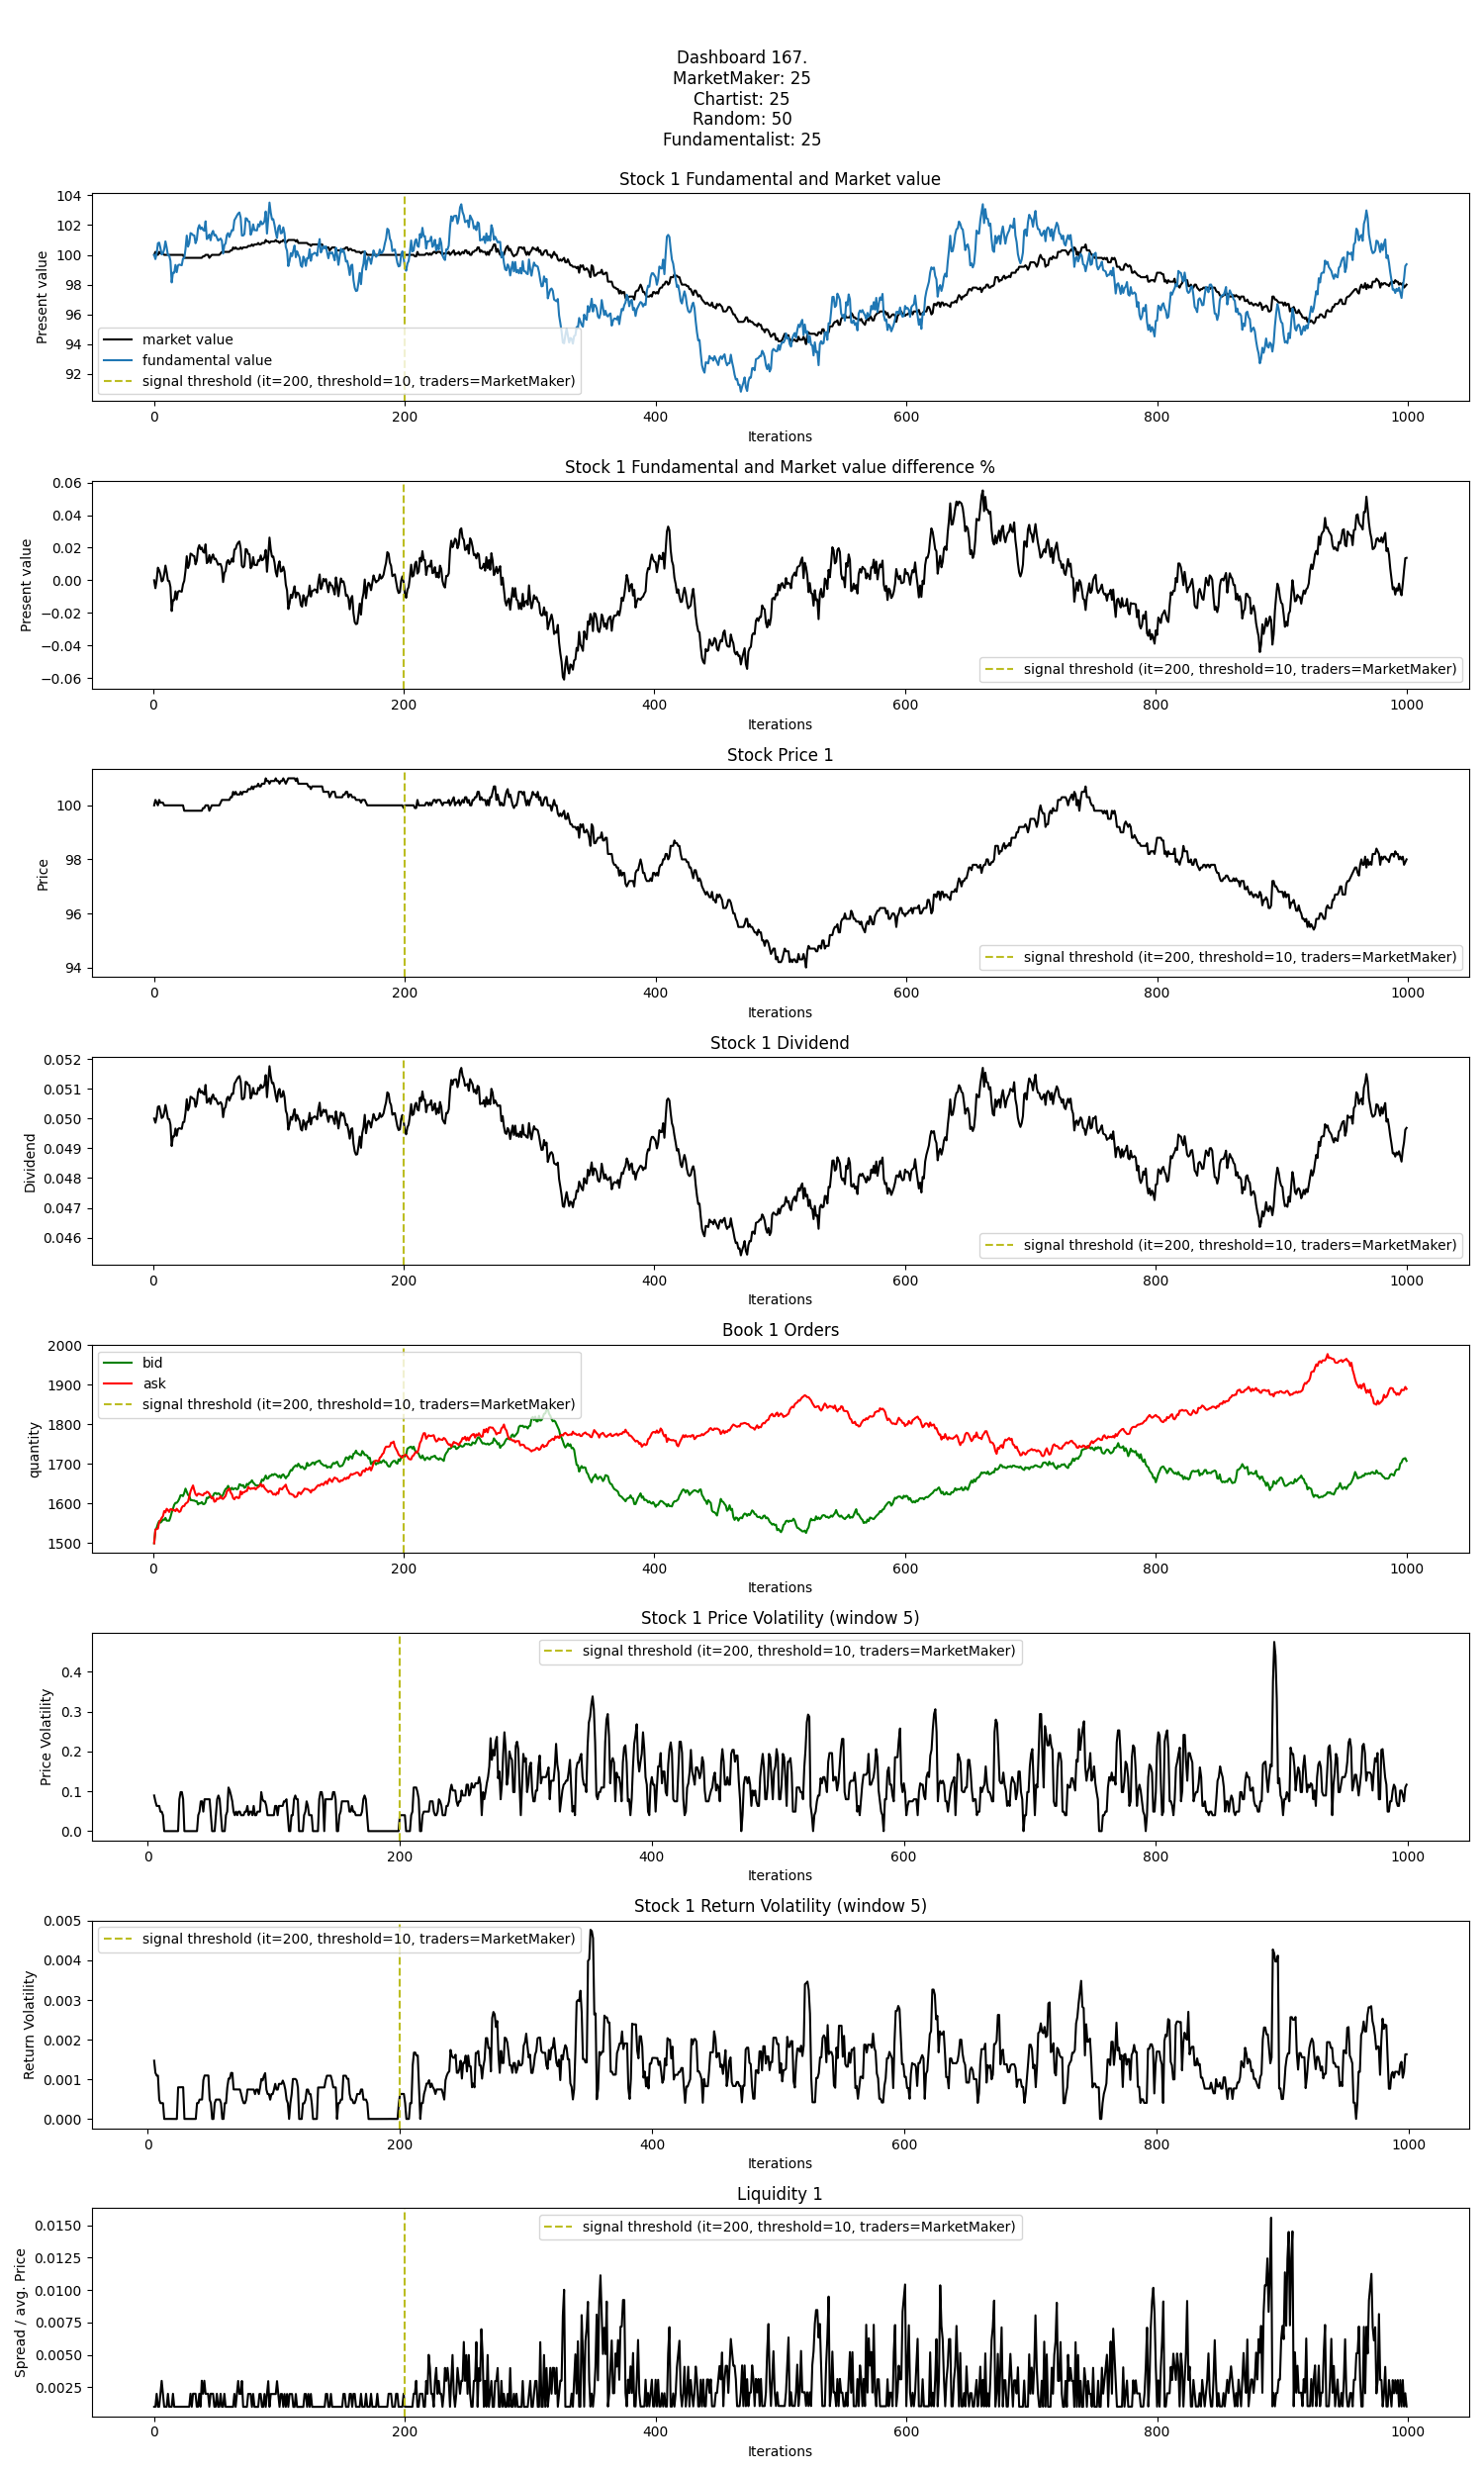 Dashboard 167.
MarketMaker: 25
Chartist: 25
Random: 50
Fundamentalist: 25
Stock 1 Fundamental and Market value
104
102
100
98
96
94
92
Present value
market value
fundamental value
signal threshold (it=200, threshold=10, traders=MarketMaker)
0 200 400 600 800 1000
Iterations
Stock 1 Fundamental and Market value difference %
0.06
0.04
0.02
0.00
−0.02
−0.04
−0.06
Present value
signal threshold (it=200, threshold=10, traders=MarketMaker)
0 200 400 600 800 1000
Iterations
Stock Price 1
100
98
96
94
Price
signal threshold (it=200, threshold=10, traders=MarketMaker)
0 200 400 600 800 1000
Iterations
Stock 1 Dividend
0.052
0.051
0.050
0.049
0.048
0.047
0.046
Dividend
signal threshold (it=200, threshold=10, traders=MarketMaker)
0 200 400 600 800 1000
Iterations
Book 1 Orders
2000
1900
1800
1700
1600
1500
quantity
bid
ask
signal threshold (it=200, threshold=10, traders=MarketMaker)
0 200 400 600 800 1000
Iterations
Stock 1 Price Volatility (window 5)
0.4
0.3
0.2
0.1
0.0
Price Volatility
signal threshold (it=200, threshold=10, traders=MarketMaker)
0 200 400 600 800 1000
Iterations
Stock 1 Return Volatility (window 5)
0.005
0.004
0.003
0.002
0.001
0.000
Return Volatility
signal threshold (it=200, threshold=10, traders=MarketMaker)
0 200 400 600 800 1000
Iterations
Liquidity 1
0.0150
0.0125
0.0100
0.0075
0.0050
0.0025
Spread / avg. Price
signal threshold (it=200, threshold=10, traders=MarketMaker)
0 200 400 600 800 1000
Iterations